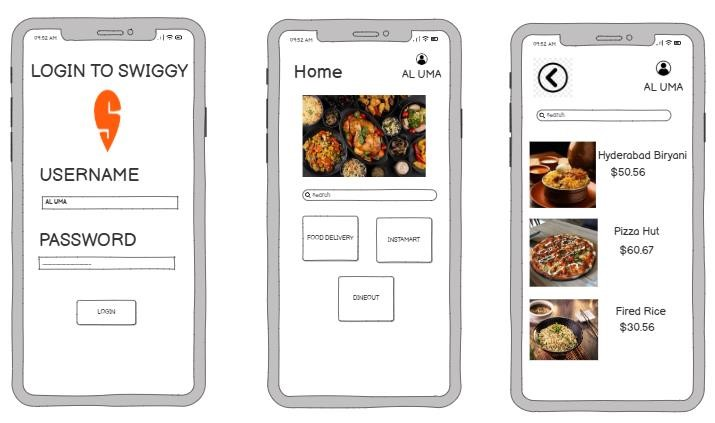 09:52 AM
LOGIN TO SWIGGY
USERNAME
AL UMA
PASSWORD
LOGIN
09:52 AM
Home
AL UMA
Search
FOOD DELIVERY
INSTAMART
DINEOUT
09:52 AM
AL UMA
Search
Hyderabad Biryani
$50.56
Pizza Hut
$60.67
Fired Rice
$30.56